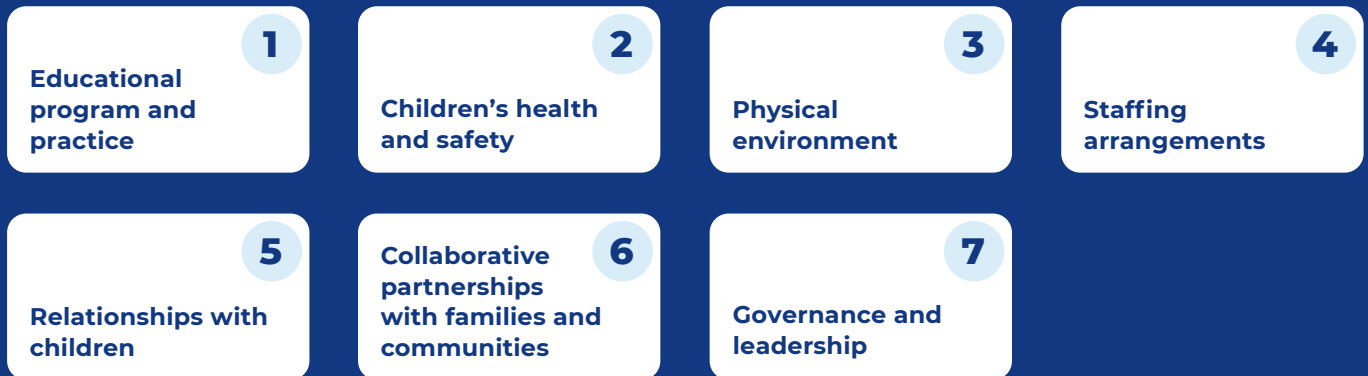 1
Educational
program and
practice
2
Children’s health
and safety
3
Physical
environment
4
Staffing
arrangements
5
Relationships with
children
6
Collaborative
partnerships
with families and
communities
7
Governance and
leadership